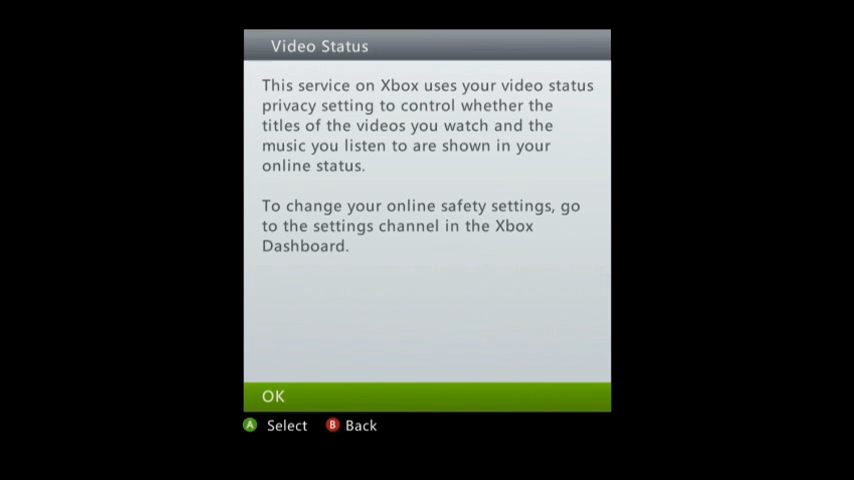 Video Status
This service on Xbox uses your video status
privacy setting to control whether the
titles of the videos you watch and the
music you listen to are shown in your
online status.
To change your online safety settings, go
to the settings channel in the Xbox
Dashboard.
OK
A Select B Back